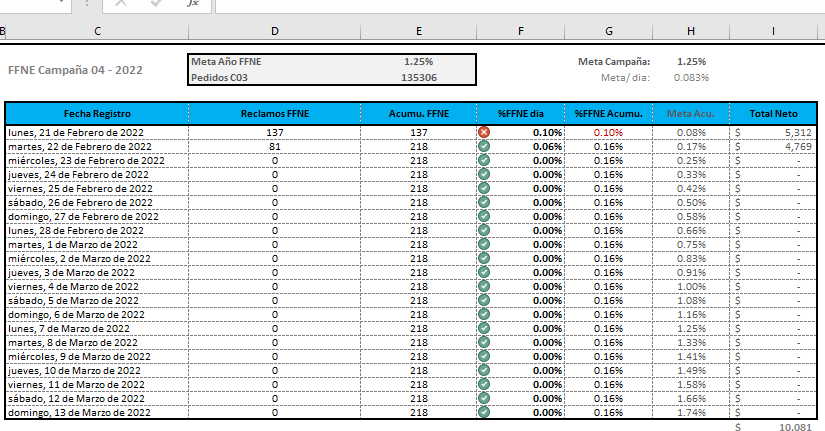 fx
B C D E F G H I
Meta Año FFNE 1.25% Meta Campaña: 1.25%
FFNE Campaña 04 - 2022
Pedidos C03 135306 Meta/dia: 0.083%
Fecha Registro Reclamos FFNE Acumu. FFNE %FFNE dia %FFNE Acumu. Meta Acu. Total Neto
lunes, 21 de Febrero de 2022 137 137 0.10% 0.10% 0.08% $ 5,312
martes, 22 de Febrero de 2022 81 218 0.06% 0.16% 0.17% $ 4,769
miércoles, 23 de Febrero de 2022 0 218 0.00% 0.16% 0.25% $ -
jueves, 24 de Febrero de 2022 0 218 0.00% 0.16% 0.33% $ -
viernes, 25 de Febrero de 2022 0 218 0.00% 0.16% 0.42% $ -
sábado, 26 de Febrero de 2022 0 218 0.00% 0.16% 0.50% $ -
domingo, 27 de Febrero de 2022 0 218 0.00% 0.16% 0.58% $ -
lunes, 28 de Febrero de 2022 0 218 0.00% 0.16% 0.66% $ -
martes, 1 de Marzo de 2022 0 218 0.00% 0.16% 0.75% $ -
miércoles, 2 de Marzo de 2022 0 218 0.00% 0.16% 0.83% $ -
jueves, 3 de Marzo de 2022 0 218 0.00% 0.16% 0.91% $ -
viernes, 4 de Marzo de 2022 0 218 0.00% 0.16% 1.00% $ -
sábado, 5 de Marzo de 2022 0 218 0.00% 0.16% 1.08% $ -
domingo, 6 de Marzo de 2022 0 218 0.00% 0.16% 1.16% $ -
lunes, 7 de Marzo de 2022 0 218 0.00% 0.16% 1.25% $ -
martes, 8 de Marzo de 2022 0 218 0.00% 0.16% 1.33% $ -
miércoles, 9 de Marzo de 2022 0 218 0.00% 0.16% 1.41% $ -
jueves, 10 de Marzo de 2022 0 218 0.00% 0.16% 1.49% $ -
viernes, 11 de Marzo de 2022 0 218 0.00% 0.16% 1.58% $ -
sábado, 12 de Marzo de 2022 0 218 0.00% 0.16% 1.66% $ -
domingo, 13 de Marzo de 2022 0 218 0.00% 0.16% 1.74% $ -
$ 10,081